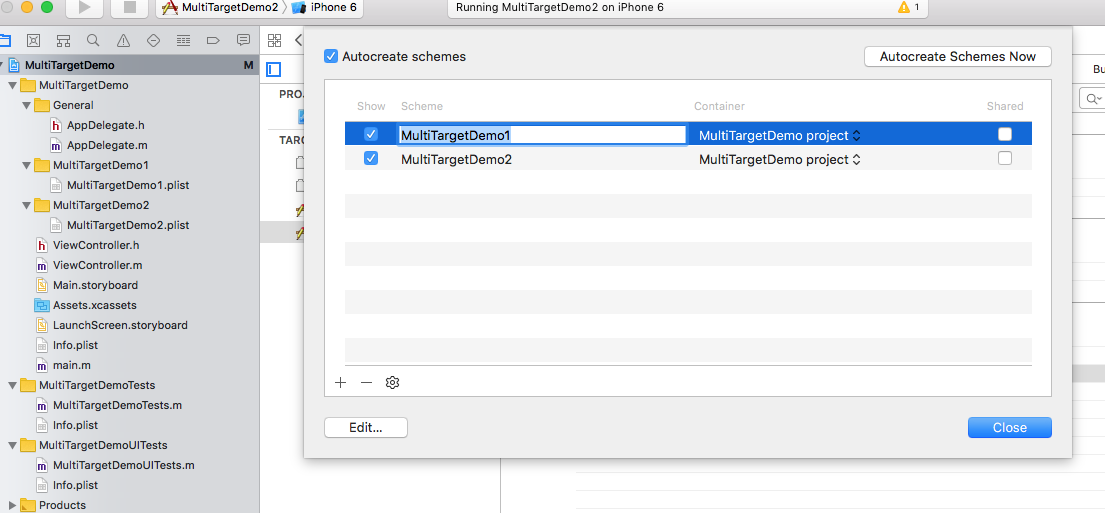 MultiTargetDemo2 iPhone 6
Running MultiTargetDemo2 on iPhone 6
1
MultiTargetDemo M
MultiTargetDemo
General
AppDelegate.h
AppDelegate.m
MultiTargetDemo1
MultiTargetDemo1.plist
MultiTargetDemo2
MultiTargetDemo2.plist
ViewController.h
ViewController.m
Main.storyboard
Assets.xcassets
LaunchScreen.storyboard
Info.plist
main.m
MultiTargetDemoTests
MultiTargetDemoTests.m
Info.plist
MultiTargetDemoUITests
MultiTargetDemoUITests.m
Info.plist
Products
PRO
TARG
Autocreate schemes
Autocreate Schemes Now
Show Scheme Container Shared
MultiTargetDemo1 MultiTargetDemo project
MultiTargetDemo2 MultiTargetDemo project
Edit...
Close
Bu